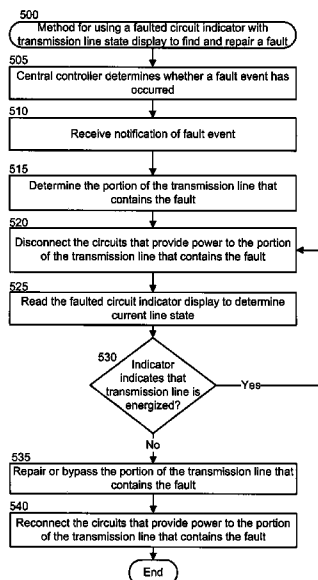 500
Method for using a faulted circuit indicator with
transmission line state display to find and repair a fault
505
Central controller determines whether a fault event has
occurred
510
Receive notification of fault event
515
Determine the portion of the transmission line that
contains the fault
520
Disconnect the circuits that provide power to the portion
of the transmission line that contains the fault
525
Read the faulted circuit indicator display to determine
current line state
530
Indicator
indicates that
transmission line is
energized?
Yes
No
535
Repair or bypass the portion of the transmission line that
contains the fault
540
Reconnect the circuits that provide power to the portion
of the transmission line that contains the fault
End